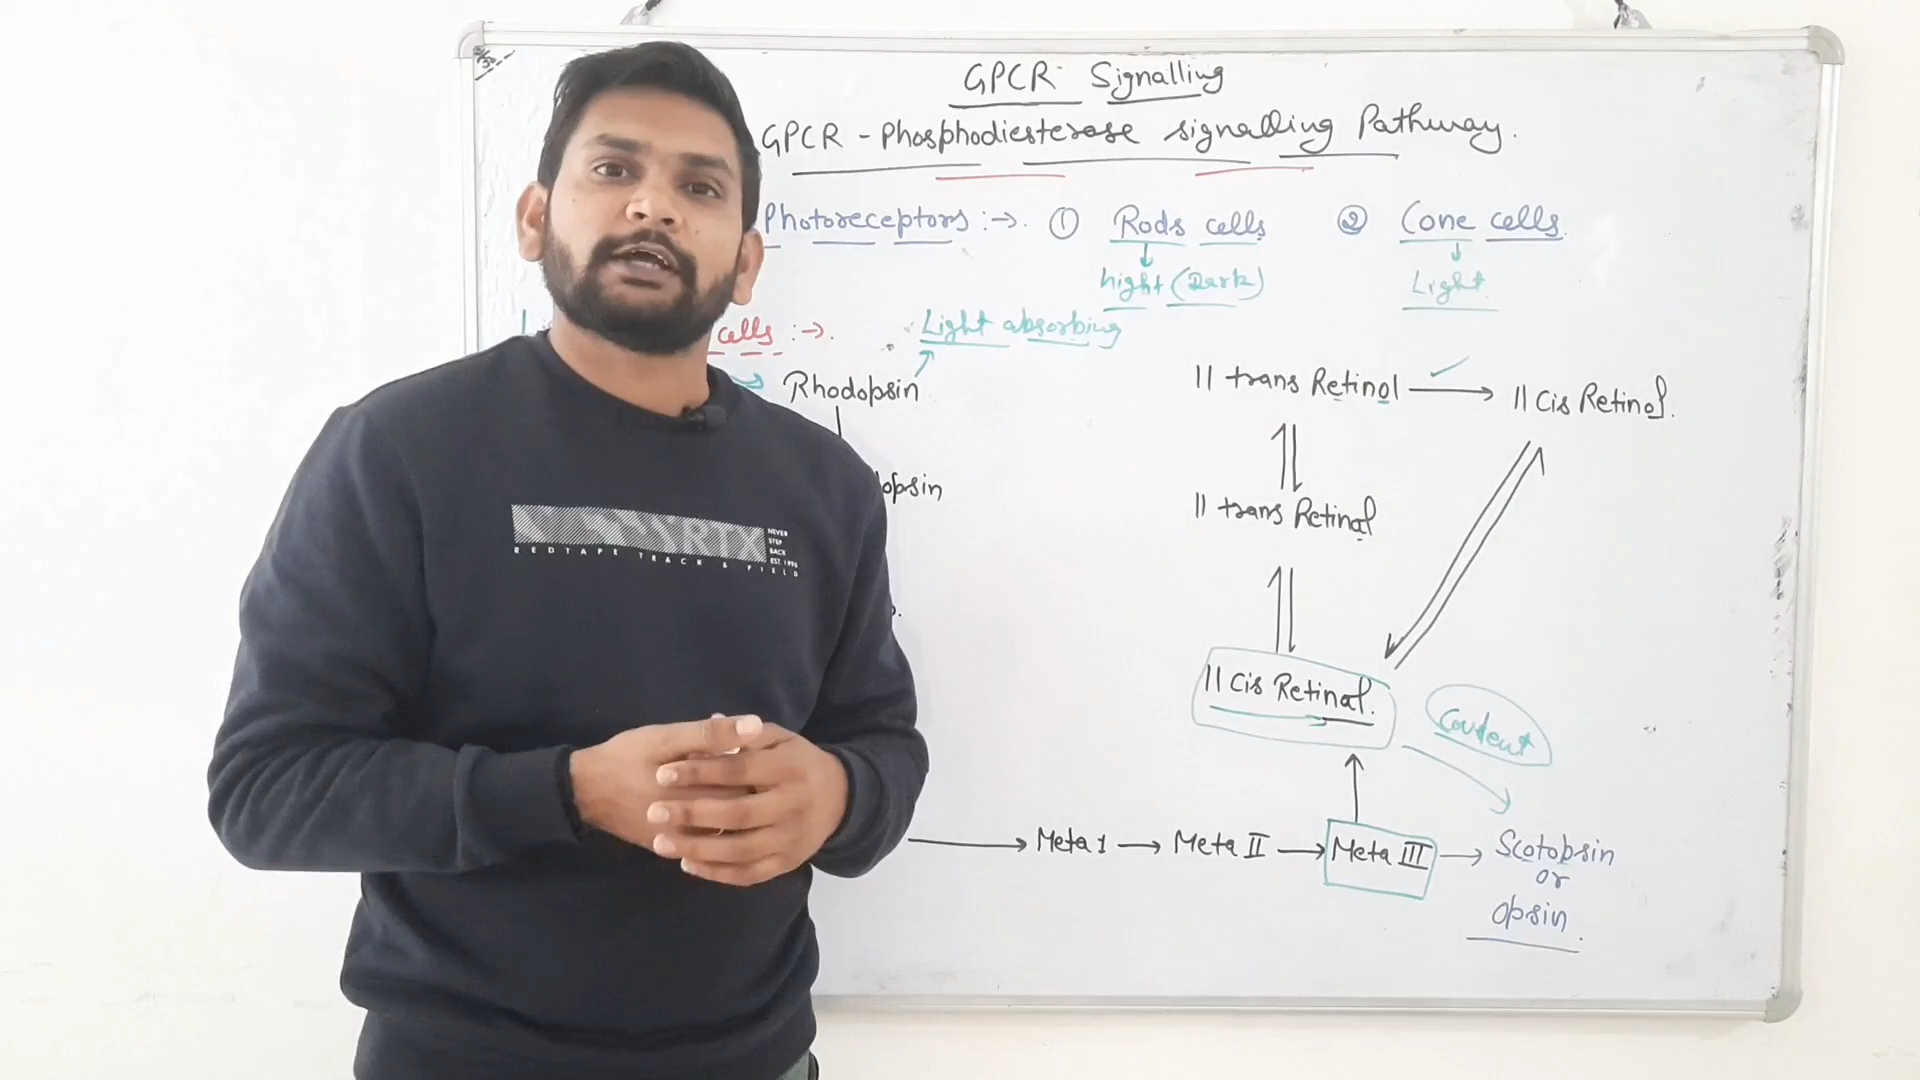 GPCR Signalling
GPCR - Phosphodiesterase signalling Pathway.
Photoreceptors :→. ① Rods cells ② Cone cells.
night (Dark) Light
cells :→. Light absorbing
→ Rhodopsin
11 trans Retinol → 11 Cis Retinol.
opsin
11 trans Retinal
NEVER
STEP
BACK
EST. 1996
REDTAPE TRACK & FIELD
11 Cis Retinal.
→ Meta I → Meta II → Meta III → Scotopsin
or
opsin.